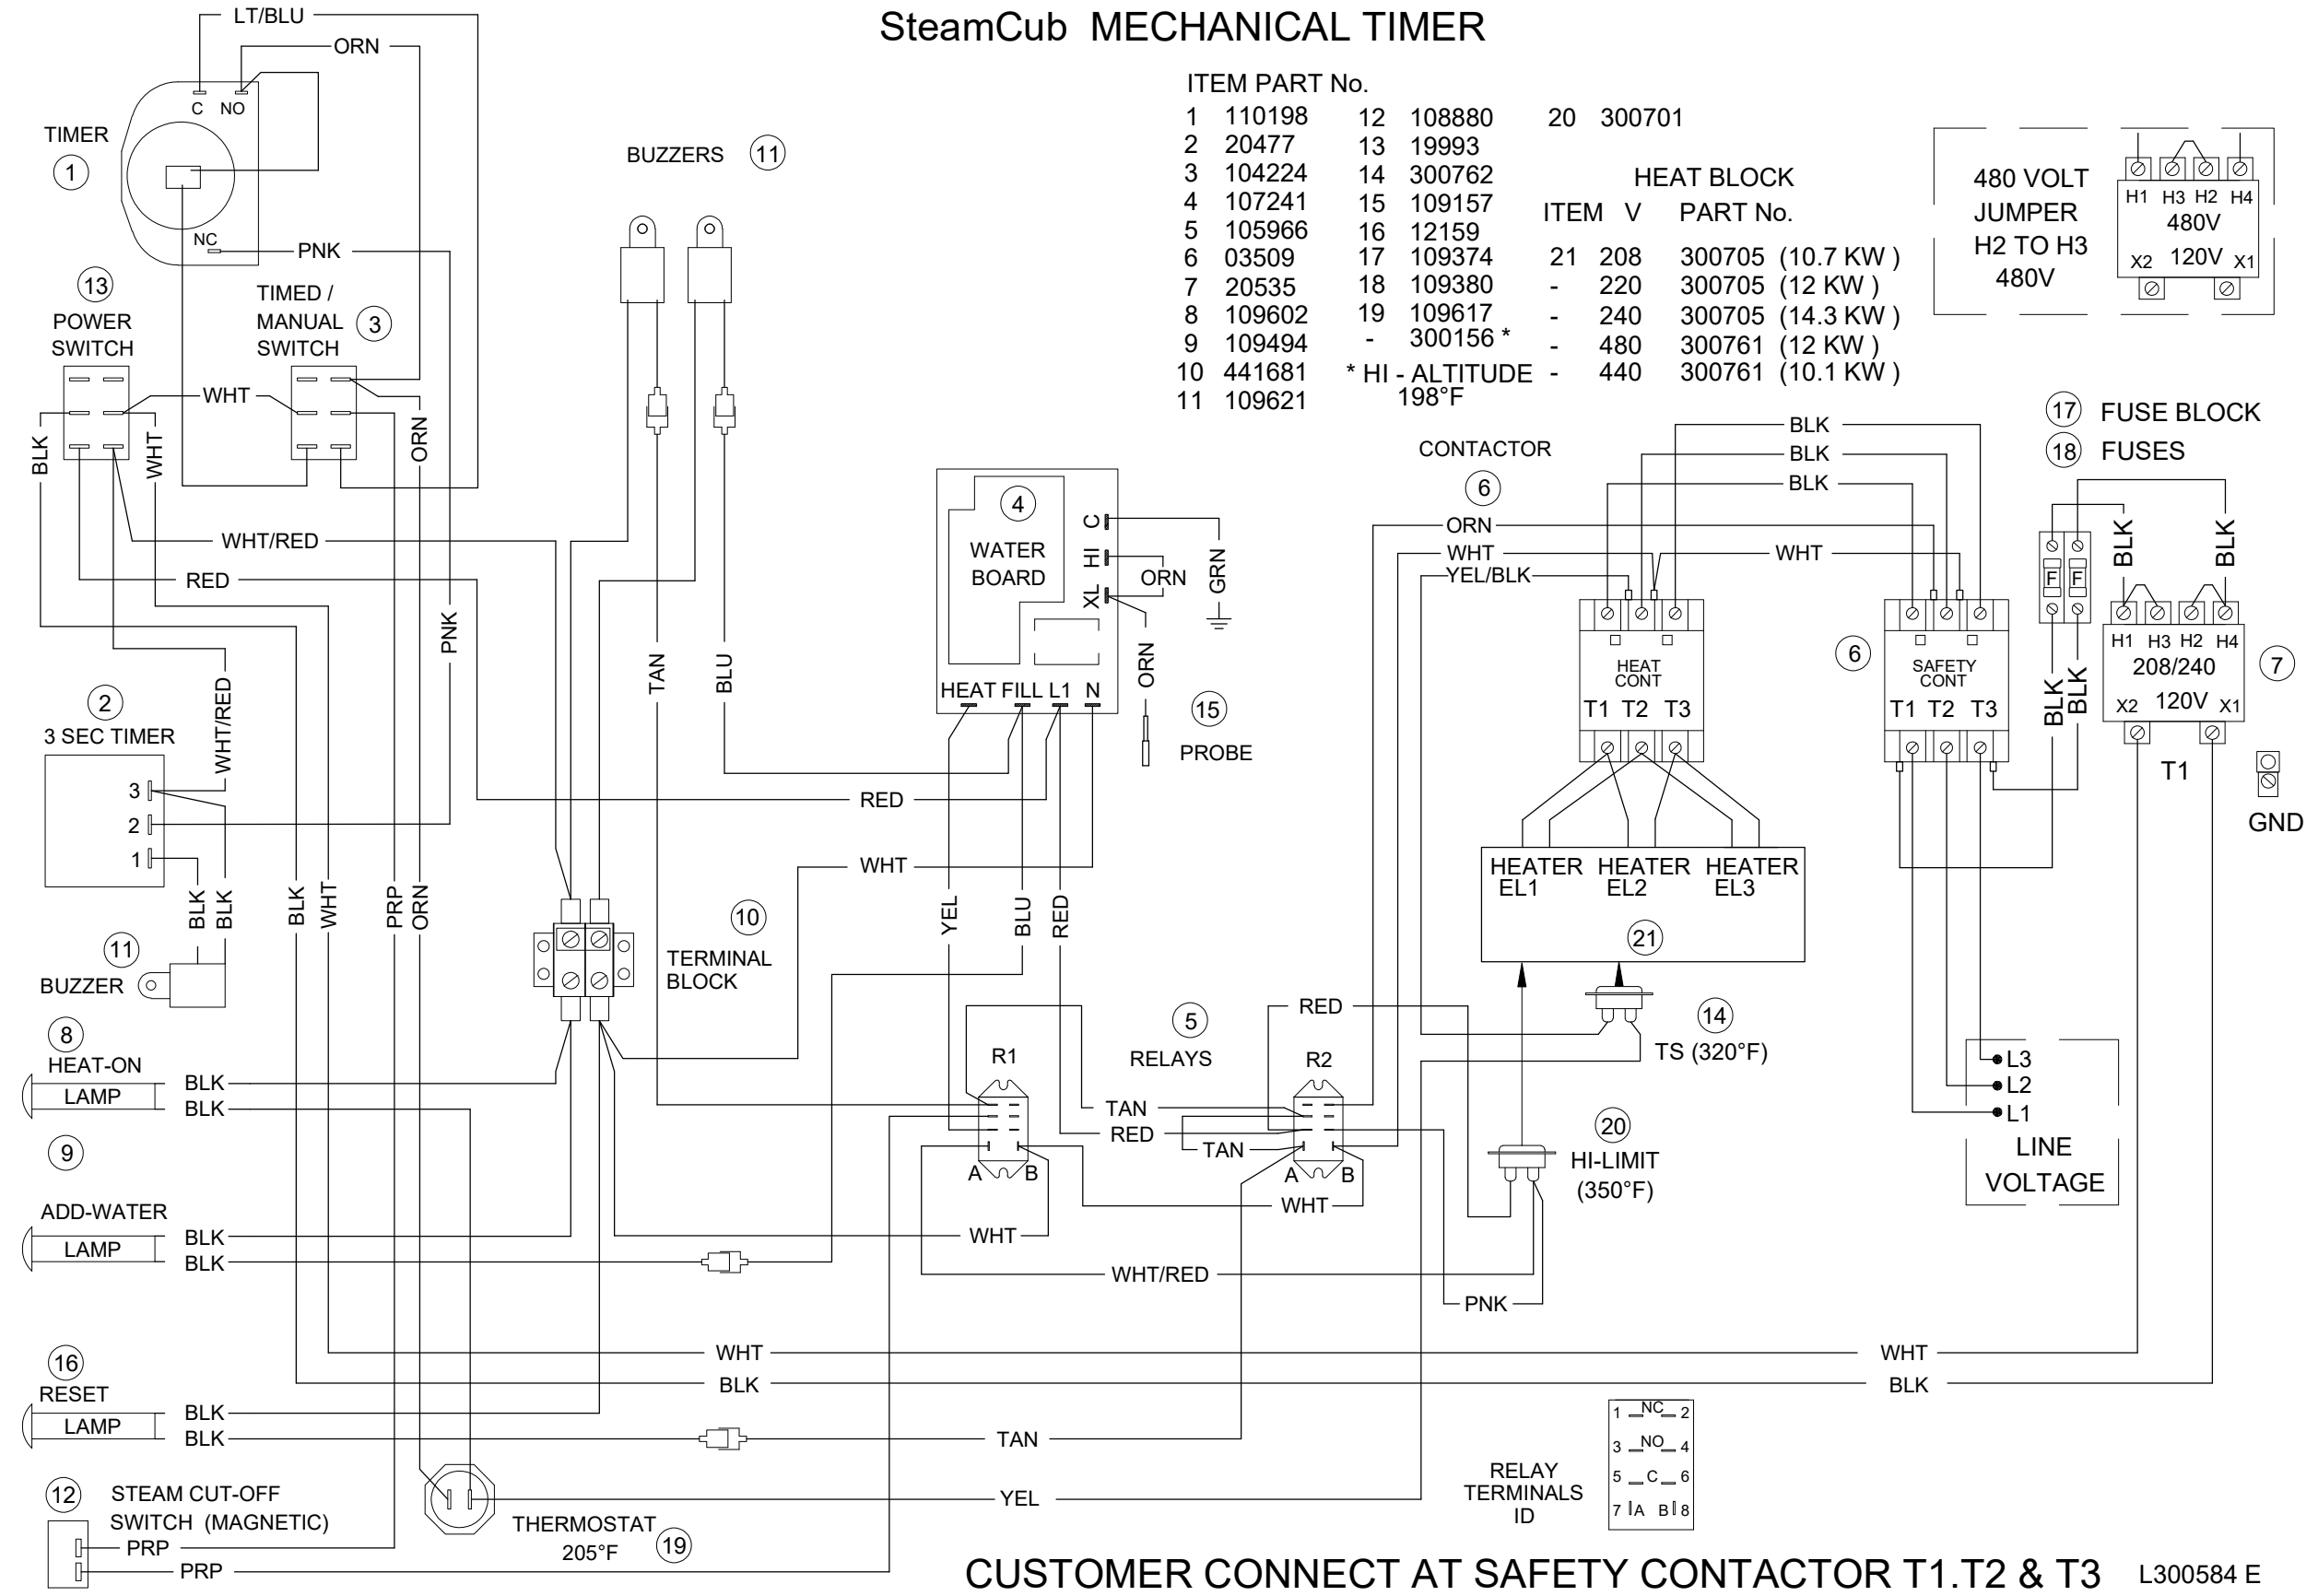 SteamCub MECHANICAL TIMER
LT/BLU
ORN
C NO
TIMER
1
NC
PNK
BUZZERS 11
ITEM PART No.
1 110198
2 20477
3 104224
4 107241
5 105966
6 03509
7 20535
8 109602
9 109494
10 441681
11 109621
12 108880
13 19993
14 300762
15 109157
16 12159
17 109374
18 109380
19 109617
- 300156 *
* HI - ALTITUDE
198°F
20 300701
HEAT BLOCK
ITEM V PART No.
21 208 300705 (10.7 KW )
- 220 300705 (12 KW )
- 240 300705 (14.3 KW )
- 480 300761 (12 KW )
- 440 300761 (10.1 KW )
480 VOLT
JUMPER
H2 TO H3
480V
H1 H3 H2 H4
480V
X2 120V X1
13
POWER
SWITCH
TIMED /
MANUAL
SWITCH
3
WHT
BLK
WHT
ORN
WHT/RED
RED
PNK
WHT/RED
2
3 SEC TIMER
3
2
1
BLK
BLK
BLK
WHT
PRP
ORN
11
BUZZER
TAN
BLU
4
WATER
BOARD
C
HI
XL
ORN
GRN
HEAT FILL L1 N
ORN
15
PROBE
RED
WHT
YEL
BLU
RED
10
TERMINAL
BLOCK
CONTACTOR
6
BLK
BLK
BLK
ORN
WHT
WHT
YEL/BLK
HEAT
CONT
T1 T2 T3
6
SAFETY
CONT
T1 T2 T3
17 FUSE BLOCK
18 FUSES
F F
BLK
BLK
BLK
BLK
H1 H3 H2 H4
208/240
X2 120V X1
7
T1
GND
HEATER HEATER HEATER
EL1 EL2 EL3
21
14
TS (320°F)
L3
L2
L1
LINE
VOLTAGE
8
HEAT-ON
LAMP
BLK
BLK
9
ADD-WATER
LAMP
BLK
BLK
5
RELAYS
R1
R2
RED
TAN
RED
TAN
A B
A B
WHT
WHT
WHT/RED
20
HI-LIMIT
(350°F)
PNK
WHT
WHT
BLK
BLK
16
RESET
LAMP
BLK
BLK
TAN
YEL
12
STEAM CUT-OFF
SWITCH (MAGNETIC)
PRP
PRP
THERMOSTAT
205°F
19
RELAY
TERMINALS
ID
1 NC 2
3 NO 4
5 C 6
7 A B 8
CUSTOMER CONNECT AT SAFETY CONTACTOR T1.T2 & T3
L300584 E